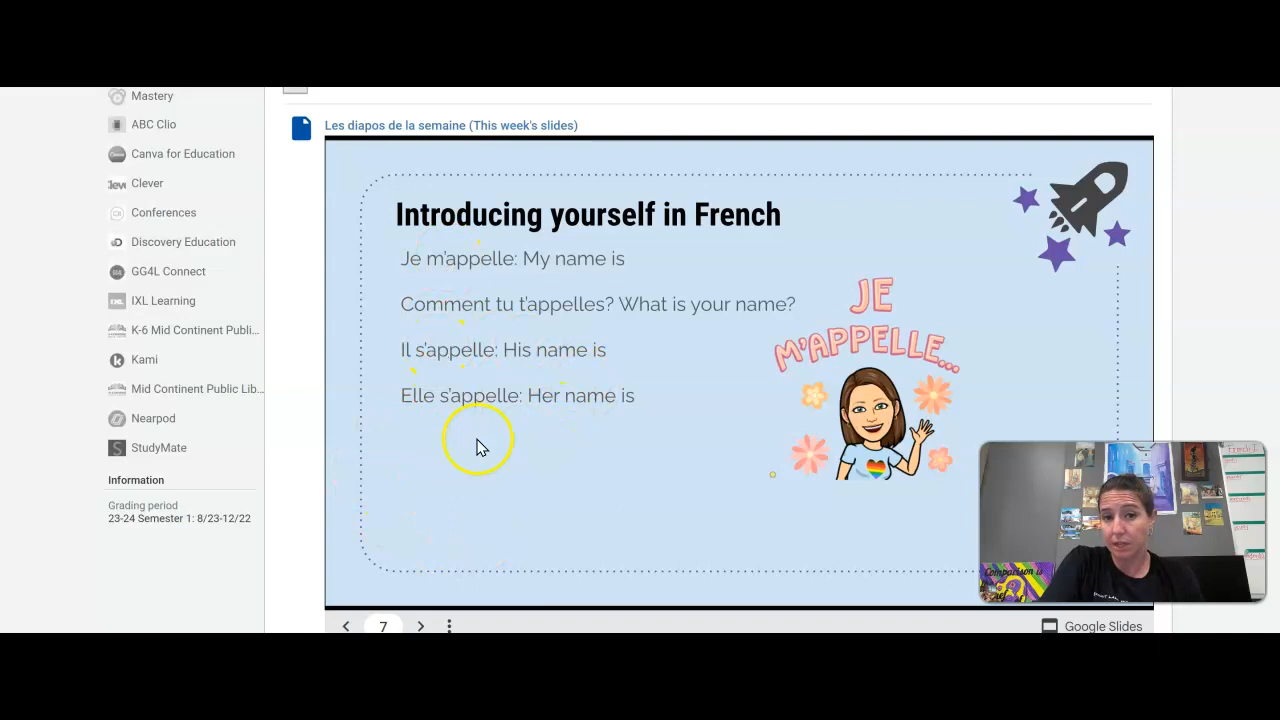 Mastery
ABC Clio
Canva for Education
Clever
Conferences
Discovery Education
GG4L Connect
IXL Learning
K-6 Mid Continent Publi...
Kami
Mid Continent Public Lib...
Nearpod
StudyMate
Information
Grading period
23-24 Semester 1: 8/23-12/22
Les diapos de la semaine (This week's slides)
Introducing yourself in French
Je m'appelle: My name is
Comment tu t'appelles? What is your name?
Il s'appelle: His name is
Elle s'appelle: Her name is
JE
M'APPELLE...
Comparison is
7
Google Slides